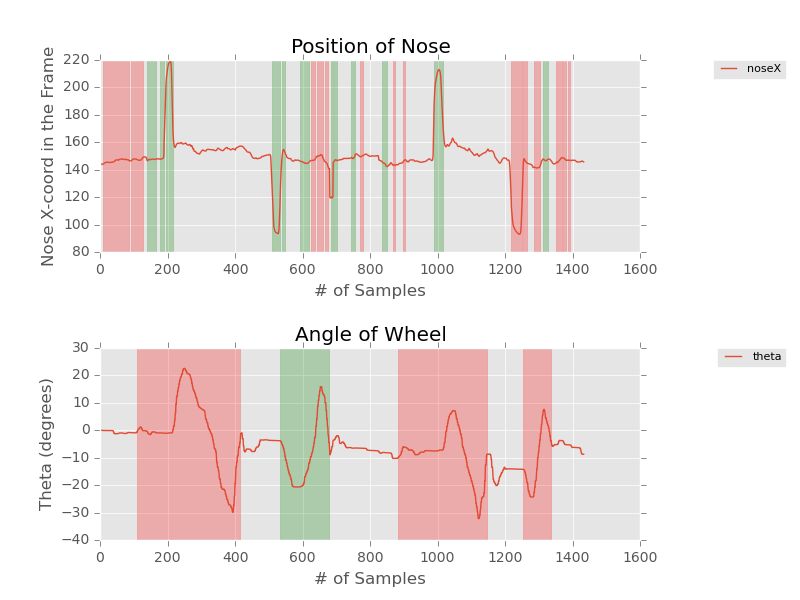 Position of Nose
Nose X-coord in the Frame
220
200
180
160
140
120
100
80
0 200 400 600 800 1000 1200 1400 1600
# of Samples
noseX
Angle of Wheel
Theta (degrees)
30
20
10
0
−10
−20
−30
−40
0 200 400 600 800 1000 1200 1400 1600
# of Samples
theta